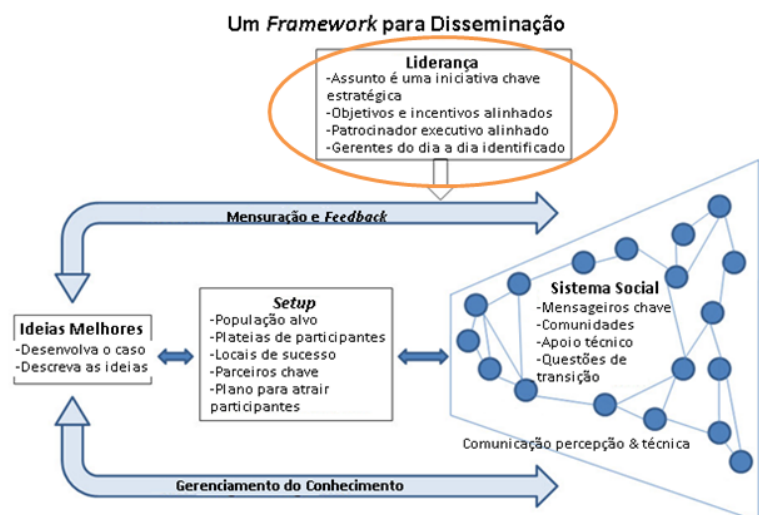 Um Framework para Disseminação
Liderança
-Assunto é uma iniciativa chave
estratégica
-Objetivos e incentivos alinhados
-Patrocinador executivo alinhado
-Gerentes do dia a dia identificado
Mensuração e Feedback
Ideias Melhores
-Desenvolva o caso
-Descreva as ideias
Setup
-População alvo
-Plateias de participantes
-Locais de sucesso
-Parceiros chave
-Plano para atrair
participantes
Sistema Social
-Mensageiros chave
-Comunidades
-Apoio técnico
-Questões de
transição
Comunicação percepção & técnica
Gerenciamento do Conhecimento